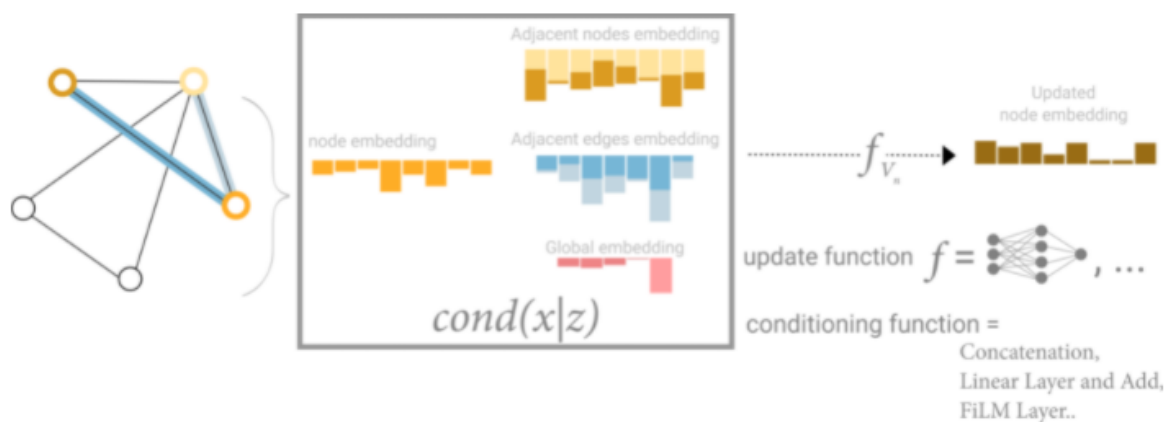 Adjacent nodes embedding
node embedding
Adjacent edges embedding
Global embedding
cond(x|z)
f Vn
Updated
node embedding
update function f = , ...
conditioning function =
Concatenation,
Linear Layer and Add,
FiLM Layer..